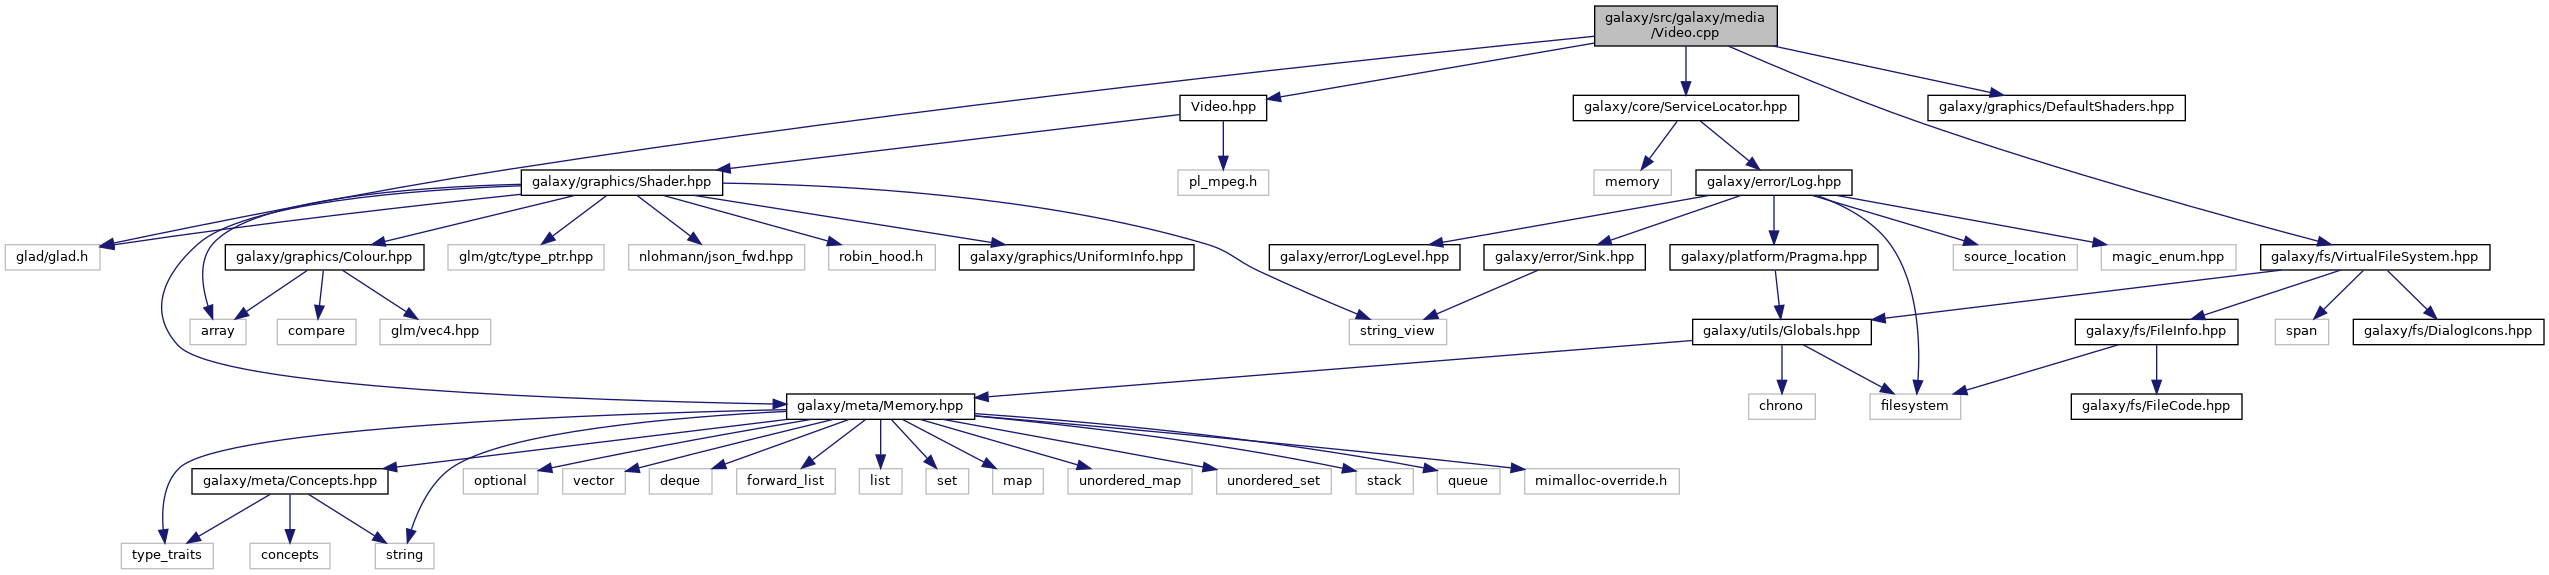 galaxy/src/galaxy/media
/Video.cpp
Video.hpp
galaxy/core/ServiceLocator.hpp
galaxy/graphics/DefaultShaders.hpp
galaxy/graphics/Shader.hpp
pl_mpeg.h
memory
galaxy/error/Log.hpp
glad/glad.h
galaxy/graphics/Colour.hpp
glm/gtc/type_ptr.hpp
nlohmann/json_fwd.hpp
robin_hood.h
galaxy/graphics/UniformInfo.hpp
galaxy/error/LogLevel.hpp
galaxy/error/Sink.hpp
galaxy/platform/Pragma.hpp
source_location
magic_enum.hpp
galaxy/fs/VirtualFileSystem.hpp
array
compare
glm/vec4.hpp
string_view
galaxy/utils/Globals.hpp
galaxy/fs/FileInfo.hpp
span
galaxy/fs/DialogIcons.hpp
galaxy/meta/Memory.hpp
chrono
filesystem
galaxy/fs/FileCode.hpp
galaxy/meta/Concepts.hpp
optional
vector
deque
forward_list
list
set
map
unordered_map
unordered_set
stack
queue
mimalloc-override.h
type_traits
concepts
string